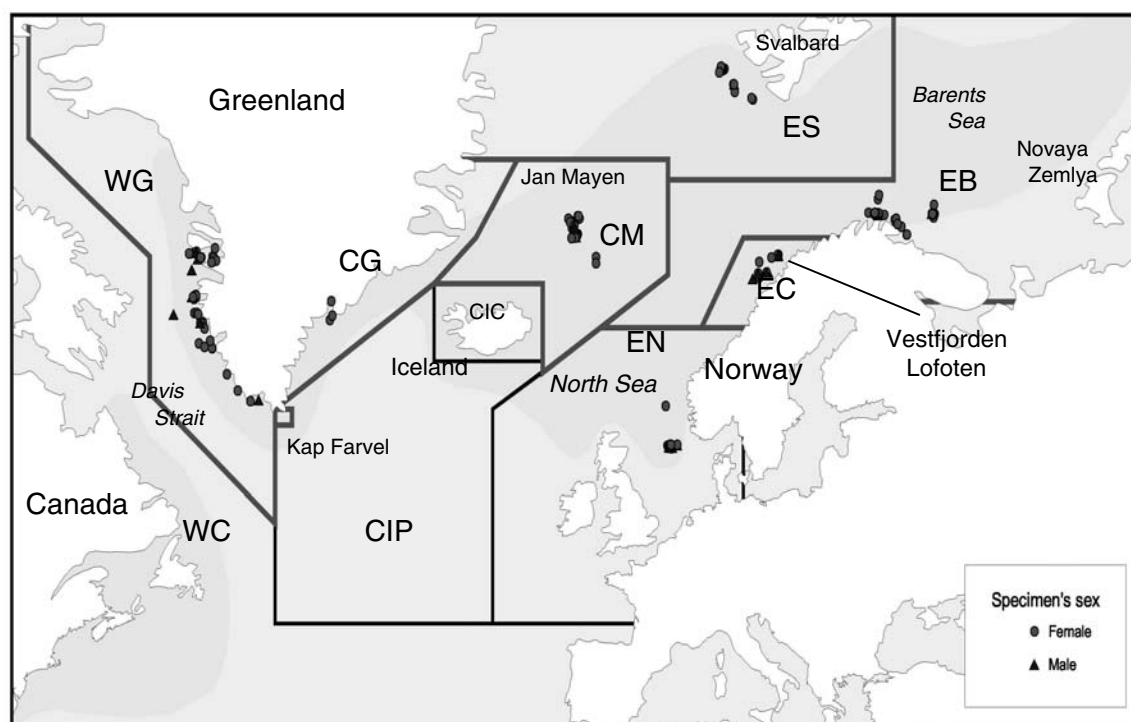 Svalbard
Greenland
Barents
Sea
ES
Novaya
Zemlya
WG
Jan Mayen
EB
CM
CG
EC
CIC
Vestfjorden
Lofoten
EN
Iceland
North Sea
Norway
Davis
Strait
Kap Farvel
Canada
WC
CIP
Specimen's sex
Female
Male